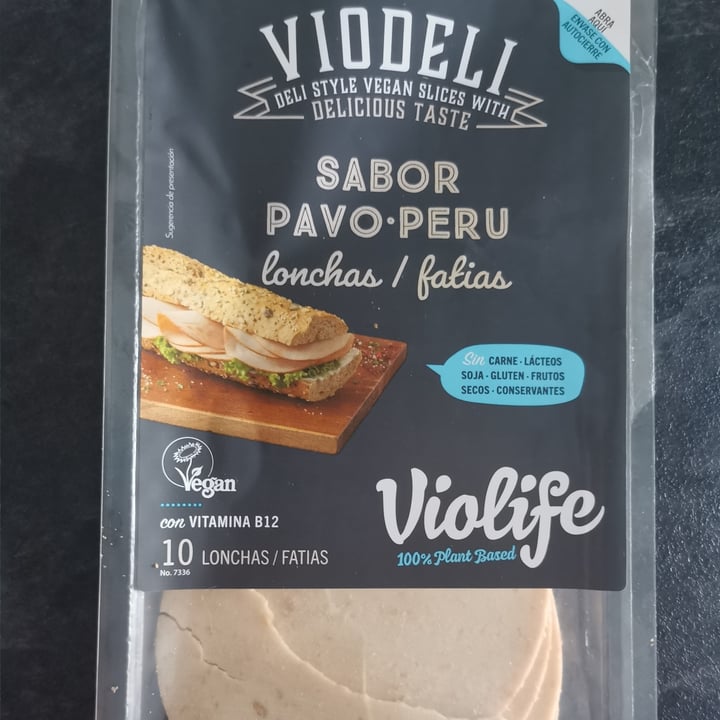 VIODELI
DELI STYLE VEGAN SLICES WITH
DELICIOUS TASTE
ABRA
AQUI
ENVASE CON
AUTOCIERRE
Sugerencia de presentación
SABOR
PAVO·PERU
lonchas / fatias
Sin CARNE · LÁCTEOS
SOJA · GLUTEN · FRUTOS
SECOS · CONSERVANTES
Vegan
con VITAMINA B12
10 LONCHAS / FATIAS
No. 7336
Violife
100% Plant Based